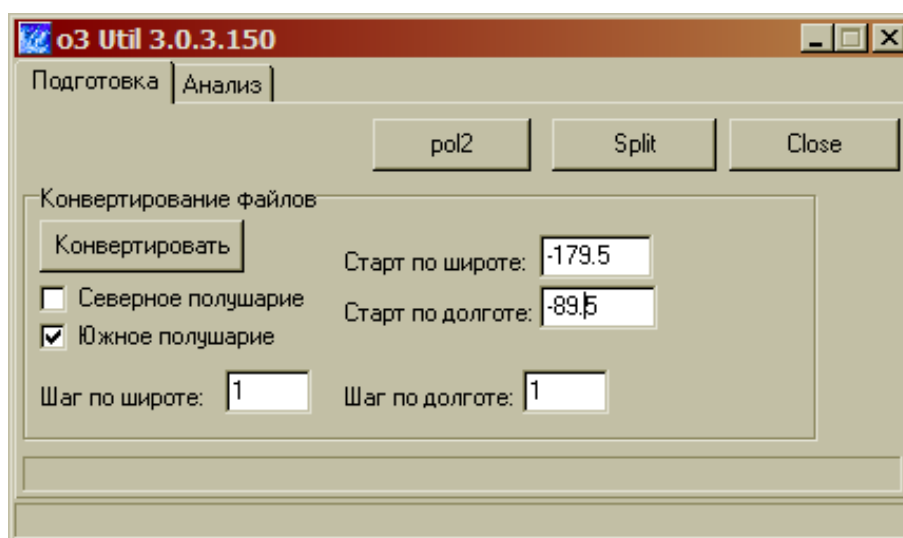 o3 Util 3.0.3.150
Подготовка Анализ
pol2 Split Close
Конвертирование файлов
Конвертировать
Старт по широте: -179.5
Северное полушарие
Старт по долготе: -89.5
Южное полушарие
Шаг по широте: 1 Шаг по долготе: 1